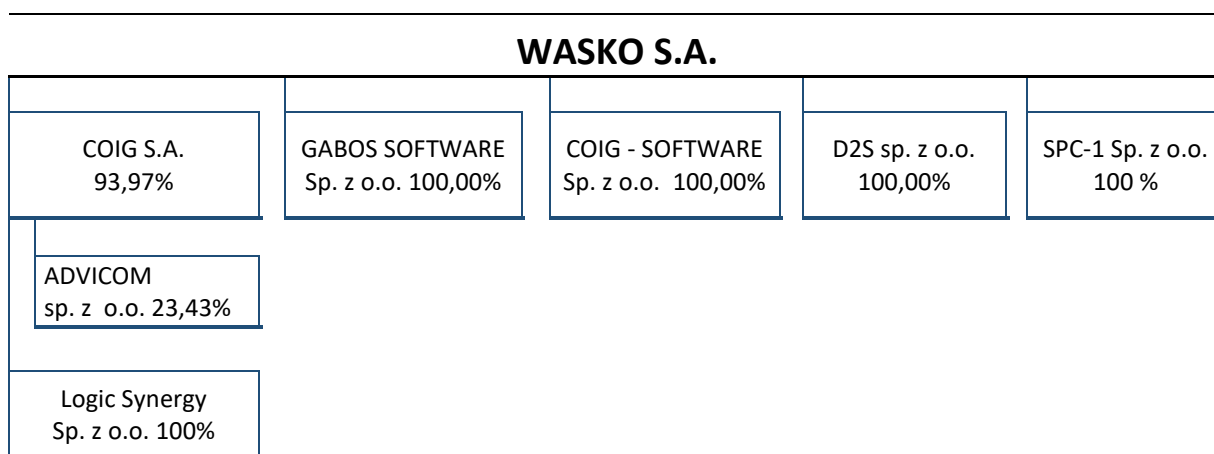 WASKO S.A.
COIG S.A.
93,97%
GABOS SOFTWARE
Sp. z o.o. 100,00%
COIG - SOFTWARE
Sp. z o.o.  100,00%
D2S sp. z o.o.
100,00%
SPC-1 Sp. z o.o.
100 %
ADVICOM
sp. z  o.o. 23,43%
Logic Synergy
Sp. z o.o. 100%